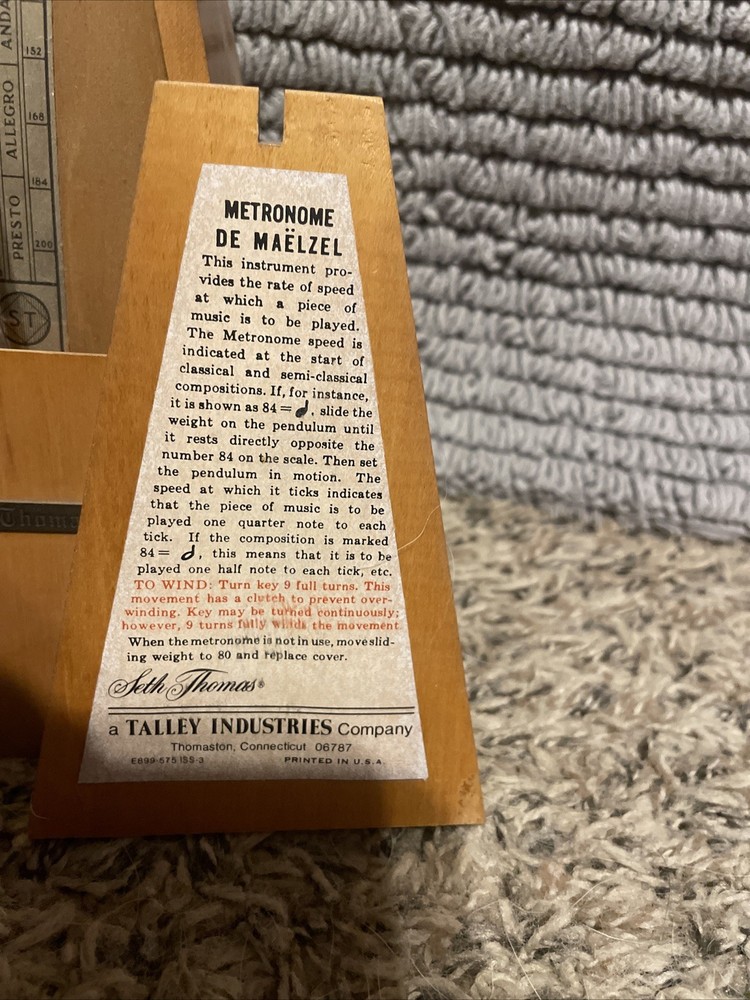 ANDA
152
ALLEGRO
168
184
PRESTO
200
ST
Thoma
METRONOME
DE MAËLZEL
This instrument pro-
vides the rate of speed
at which a piece of
music is to be played.
The Metronome speed is
indicated at the start of
classical and semi-classical
compositions. If, for instance,
it is shown as 84 = 𝅘𝅥, slide the
weight on the pendulum until
it rests directly opposite the
number 84 on the scale. Then set
the pendulum in motion. The
speed at which it ticks indicates
that the piece of music is to be
played one quarter note to each
tick. If the composition is marked
84 = 𝅗𝅥, this means that it is to be
played one half note to each tick, etc.
TO WIND: Turn key 9 full turns. This
movement has a clutch to prevent over-
winding. Key may be turned continuously;
however, 9 turns fully winds the movement.
When the metronome is not in use, move slid-
ing weight to 80 and replace cover.
Seth Thomas®
a TALLEY INDUSTRIES Company
Thomaston, Connecticut 06787
E899-575 ISS-3 PRINTED IN U.S.A.